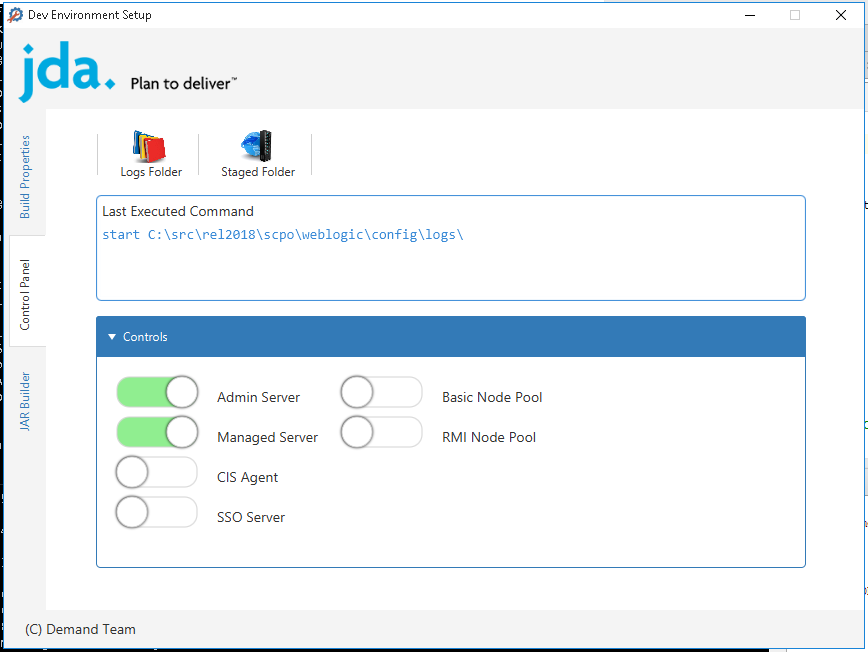 Dev Environment Setup
jda.
Plan to deliver™
Build Properties
Control Panel
JAR Builder
Logs Folder
Staged Folder
Last Executed Command
start C:\src\rel2018\scpo\weblogic\config\logs\
Controls
Admin Server
Basic Node Pool
Managed Server
RMI Node Pool
CIS Agent
SSO Server
(C) Demand Team